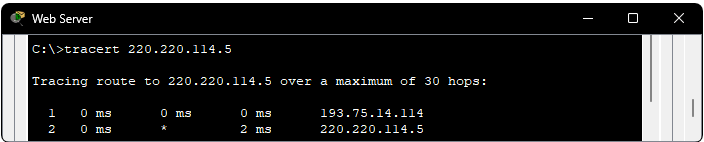 Web Server
C:\>tracert 220.220.114.5
Tracing route to 220.220.114.5 over a maximum of 30 hops:
1 0 ms 0 ms 0 ms 193.75.14.114
2 0 ms * 2 ms 220.220.114.5